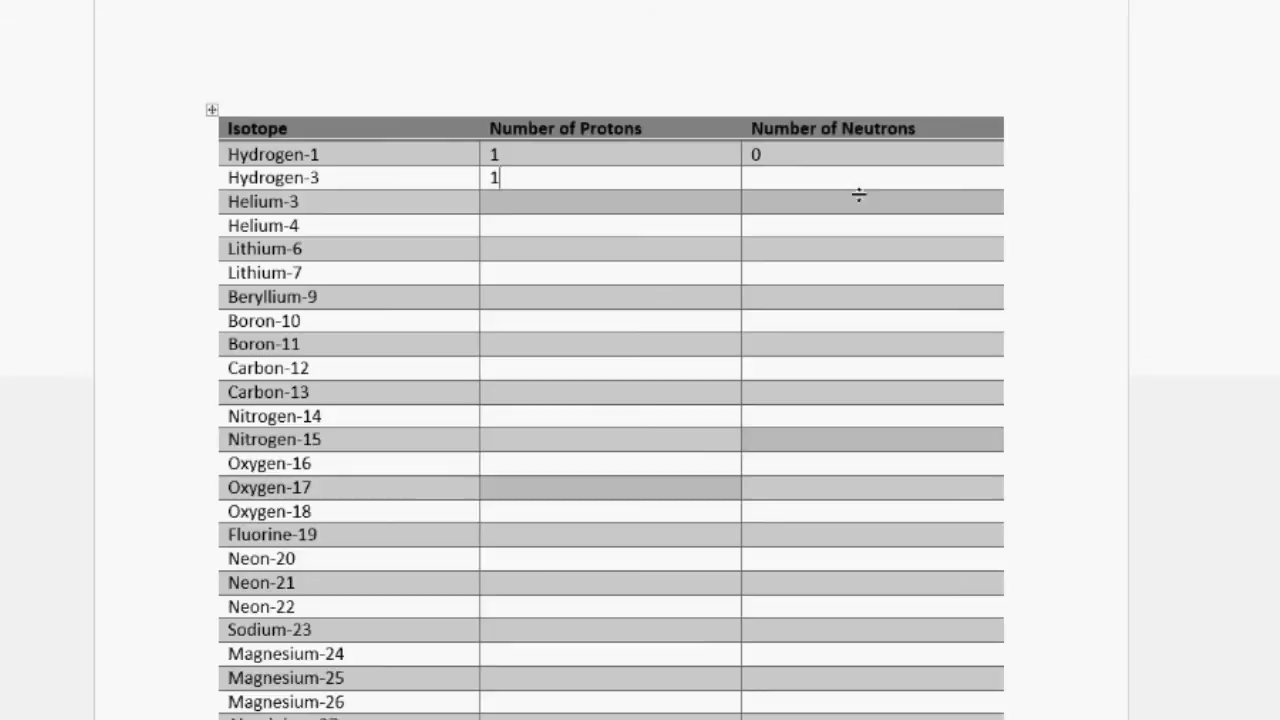 Isotope Number of Protons Number of Neutrons
Hydrogen-1 1 0
Hydrogen-3 1
Helium-3
Helium-4
Lithium-6
Lithium-7
Beryllium-9
Boron-10
Boron-11
Carbon-12
Carbon-13
Nitrogen-14
Nitrogen-15
Oxygen-16
Oxygen-17
Oxygen-18
Fluorine-19
Neon-20
Neon-21
Neon-22
Sodium-23
Magnesium-24
Magnesium-25
Magnesium-26